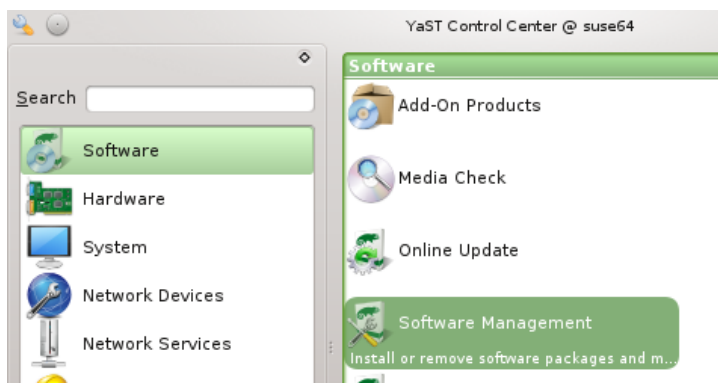 YaST Control Center @ suse64
Search
Software
Hardware
System
Network Devices
Network Services
Software
Add-On Products
Media Check
Online Update
Software Management
Install or remove software packages and m...